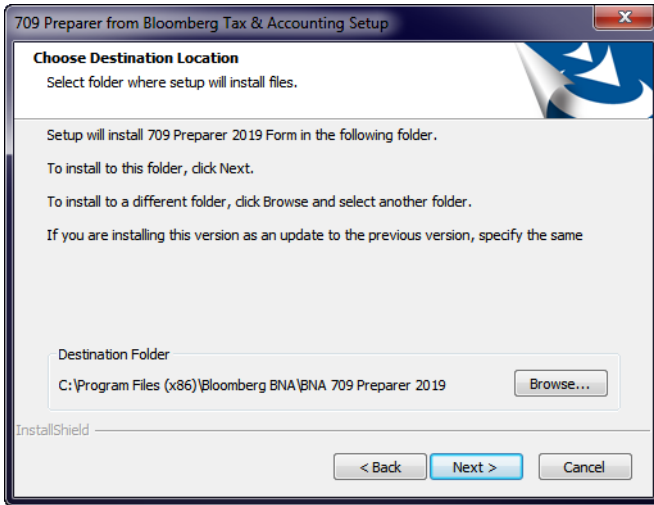 709 Preparer from Bloomberg Tax & Accounting Setup
Choose Destination Location
Select folder where setup will install files.
Setup will install 709 Preparer 2019 Form in the following folder.
To install to this folder, click Next.
To install to a different folder, click Browse and select another folder.
If you are installing this version as an update to the previous version, specify the same
Destination Folder
C:\Program Files (x86)\Bloomberg BNA\BNA 709 Preparer 2019
Browse...
InstallShield
< Back
Next >
Cancel